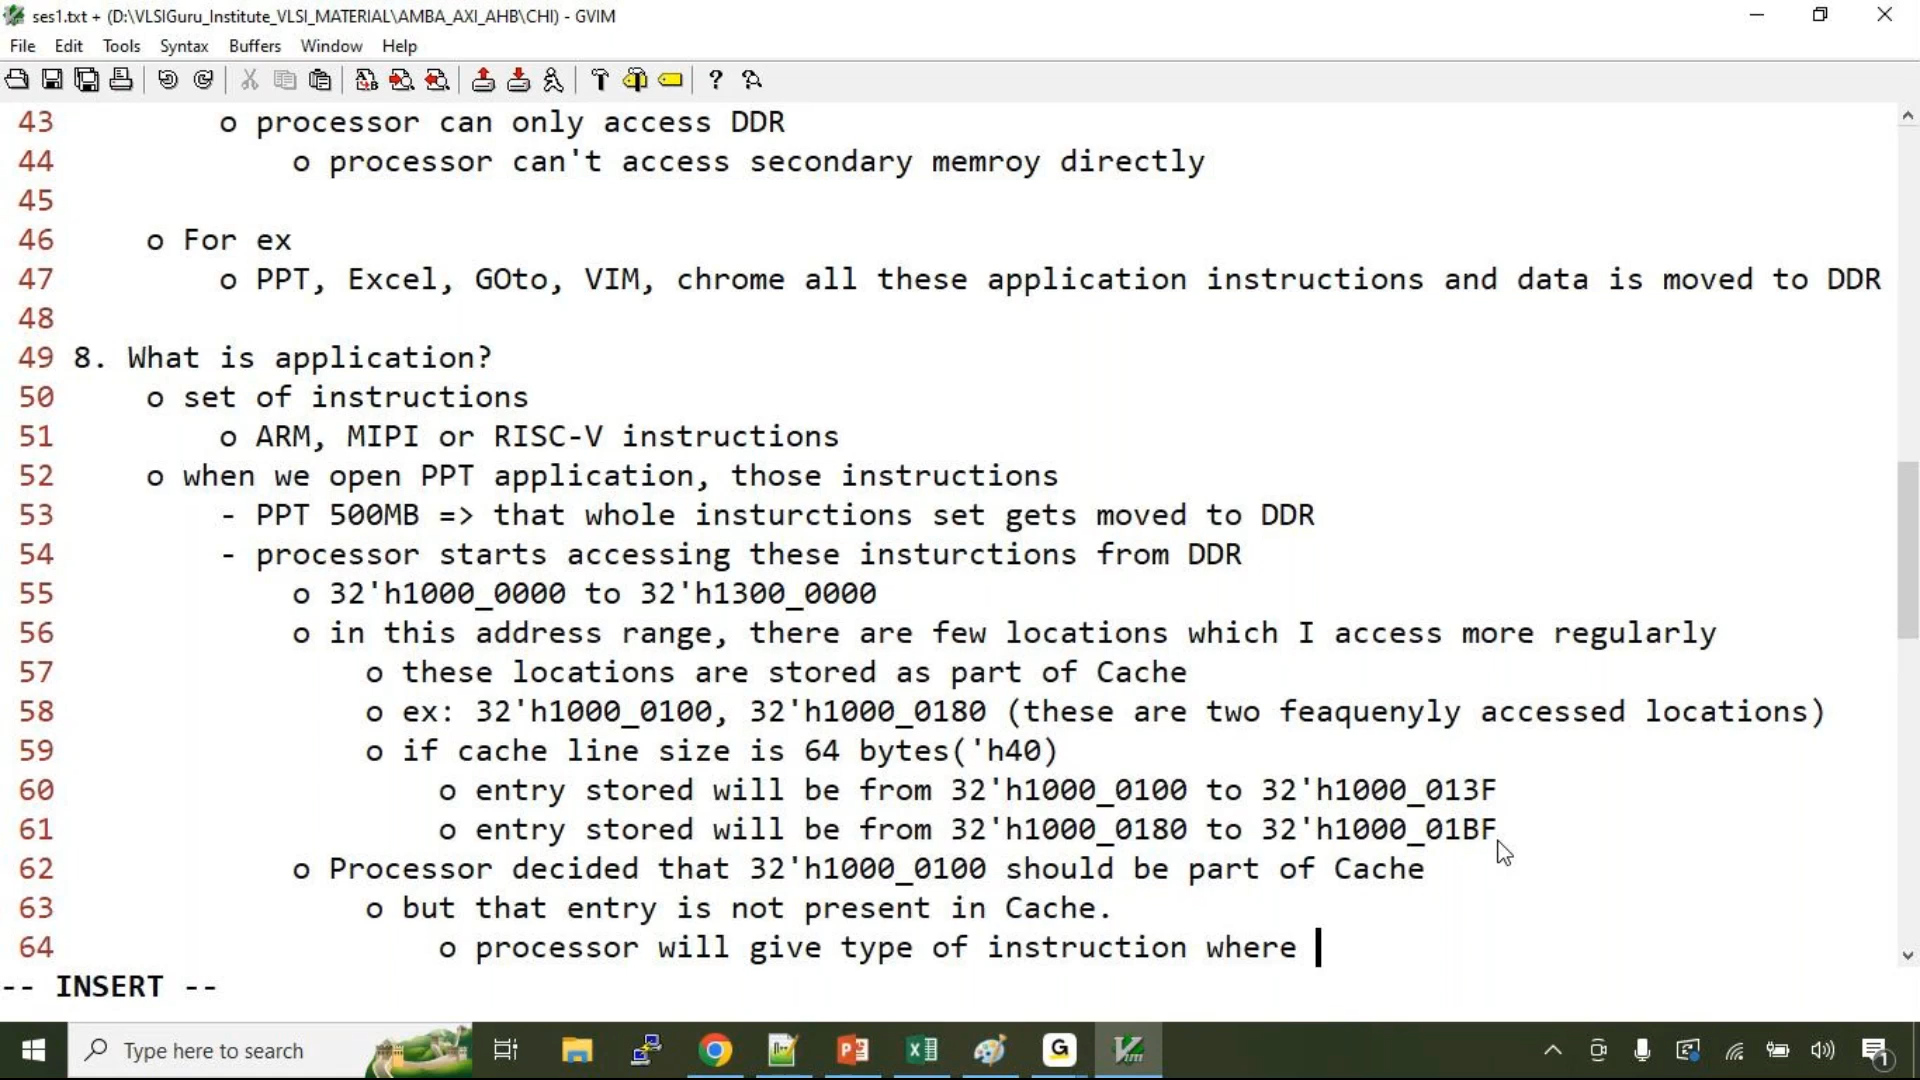 ses1.txt + (D:\VLSIGuru_Institute_VLSI_MATERIAL\AMBA_AXI_AHB\CHI) - GVIM
File Edit Tools Syntax Buffers Window Help
43 o processor can only access DDR
44 o processor can't access secondary memroy directly
45
46 o For ex
47 o PPT, Excel, GOto, VIM, chrome all these application instructions and data is moved to DDR
48
49 8. What is application?
50 o set of instructions
51 o ARM, MIPI or RISC-V instructions
52 o when we open PPT application, those instructions
53 - PPT 500MB => that whole insturctions set gets moved to DDR
54 - processor starts accessing these insturctions from DDR
55 o 32'h1000_0000 to 32'h1300_0000
56 o in this address range, there are few locations which I access more regularly
57 o these locations are stored as part of Cache
58 o ex: 32'h1000_0100, 32'h1000_0180 (these are two feaquenyly accessed locations)
59 o if cache line size is 64 bytes('h40)
60 o entry stored will be from 32'h1000_0100 to 32'h1000_013F
61 o entry stored will be from 32'h1000_0180 to 32'h1000_01BF
62 o Processor decided that 32'h1000_0100 should be part of Cache
63 o but that entry is not present in Cache.
64 o processor will give type of instruction where
-- INSERT --
Type here to search